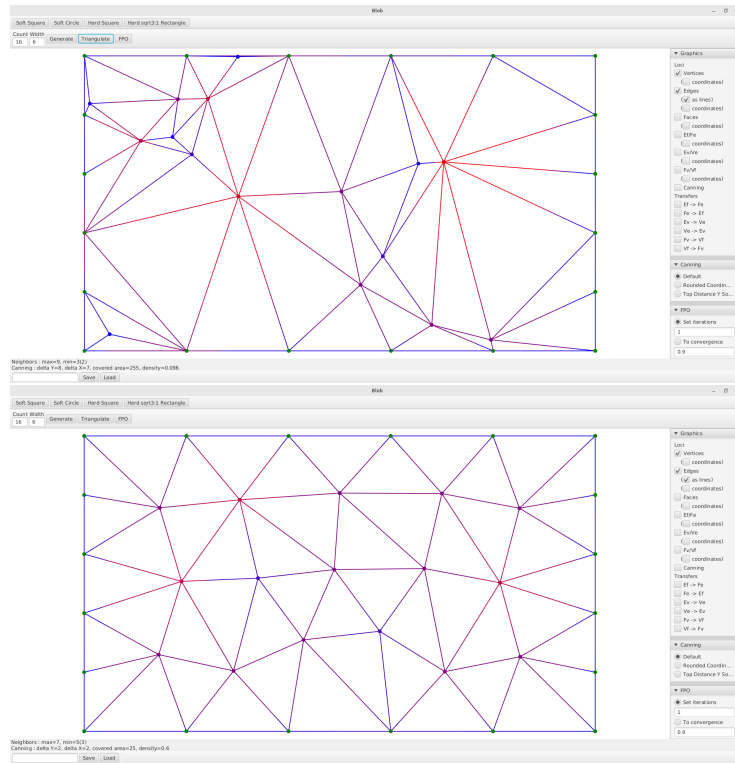 Blob
Soft Square Soft Circle Hard Square Hard sqrt3:1 Rectangle
Count Width
16 6 Generate Triangulate FPO
Graphics
Loci
Vertices
(coordinates)
Edges
(as lines)
(coordinates)
Faces
(coordinates)
Ef/Fe
(coordinates)
Ev/Ve
(coordinates)
Fv/Vf
(coordinates)
Canning
Transfers
Ef -> Fe
Fe -> Ef
Ev -> Ve
Ve -> Ev
Fv -> Vf
Vf -> Fv
Canning
Default
Rounded Coordin...
Top Distance Y So...
FPO
Set iterations
1
To convergence
0.9
Neighbors : max=9, min=3(2)
Canning : delta Y=8, delta X=7, covered area=255, density=0.096
Save Load
Blob
Soft Square Soft Circle Hard Square Hard sqrt3:1 Rectangle
Count Width
16 6 Generate Triangulate FPO
Graphics
Loci
Vertices
(coordinates)
Edges
(as lines)
(coordinates)
Faces
(coordinates)
Ef/Fe
(coordinates)
Ev/Ve
(coordinates)
Fv/Vf
(coordinates)
Canning
Transfers
Ef -> Fe
Fe -> Ef
Ev -> Ve
Ve -> Ev
Fv -> Vf
Vf -> Fv
Canning
Default
Rounded Coordin...
Top Distance Y So...
FPO
Set iterations
1
To convergence
0.9
Neighbors : max=7, min=5(3)
Canning : delta Y=2, delta X=2, covered area=25, density=0.6
Save Load